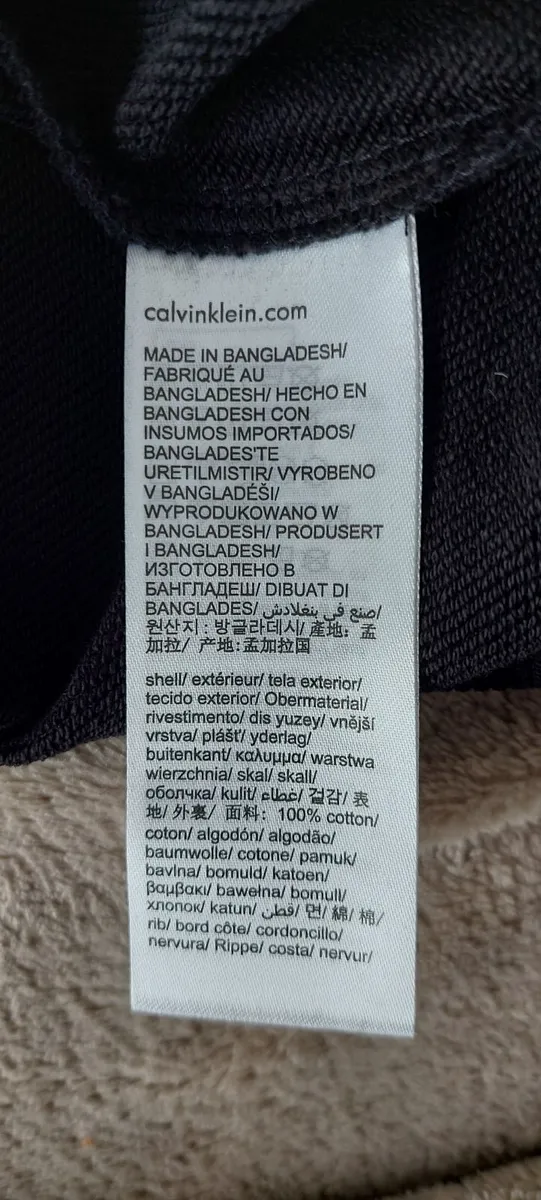 calvinklein.com
MADE IN BANGLADESH/
FABRIQUÉ AU
BANGLADESH/ HECHO EN
BANGLADESH CON
INSUMOS IMPORTADOS/
BANGLADES'TE
URETILMISTIR/ VYROBENO
V BANGLADÉŠI/
WYPRODUKOWANO W
BANGLADESH/ PRODUSERT
I BANGLADESH/
ИЗГОТОВЛЕНО В
БАНГЛАДЕШ/ DIBUAT DI
BANGLADES/ صنع في بنغلادش/
원산지 : 방글라데시/ 產地: 孟
加拉/ 产地:孟加拉国
shell/ extérieur/ tela exterior/
tecido exterior/ Obermaterial/
rivestimento/ dis yuzey/ vnější
vrstva/ plášť/ yderlag/
buitenkant/ καλυμμα/ warstwa
wierzchnia/ skal/ skall/
оболчка/ kulit/ غطاء/ 겉감/ 表
地/ 外裏/ 面料: 100% cotton/
coton/ algodón/ algodão/
baumwolle/ cotone/ pamuk/
bavlna/ bomuld/ katoen/
βαμβακι/ bawełna/ bomull/
хлопок/ katun/ قطن/ 면/ 綿/ 棉/
rib/ bord côte/ cordoncillo/
nervura/ Rippe/ costa/ nervur/